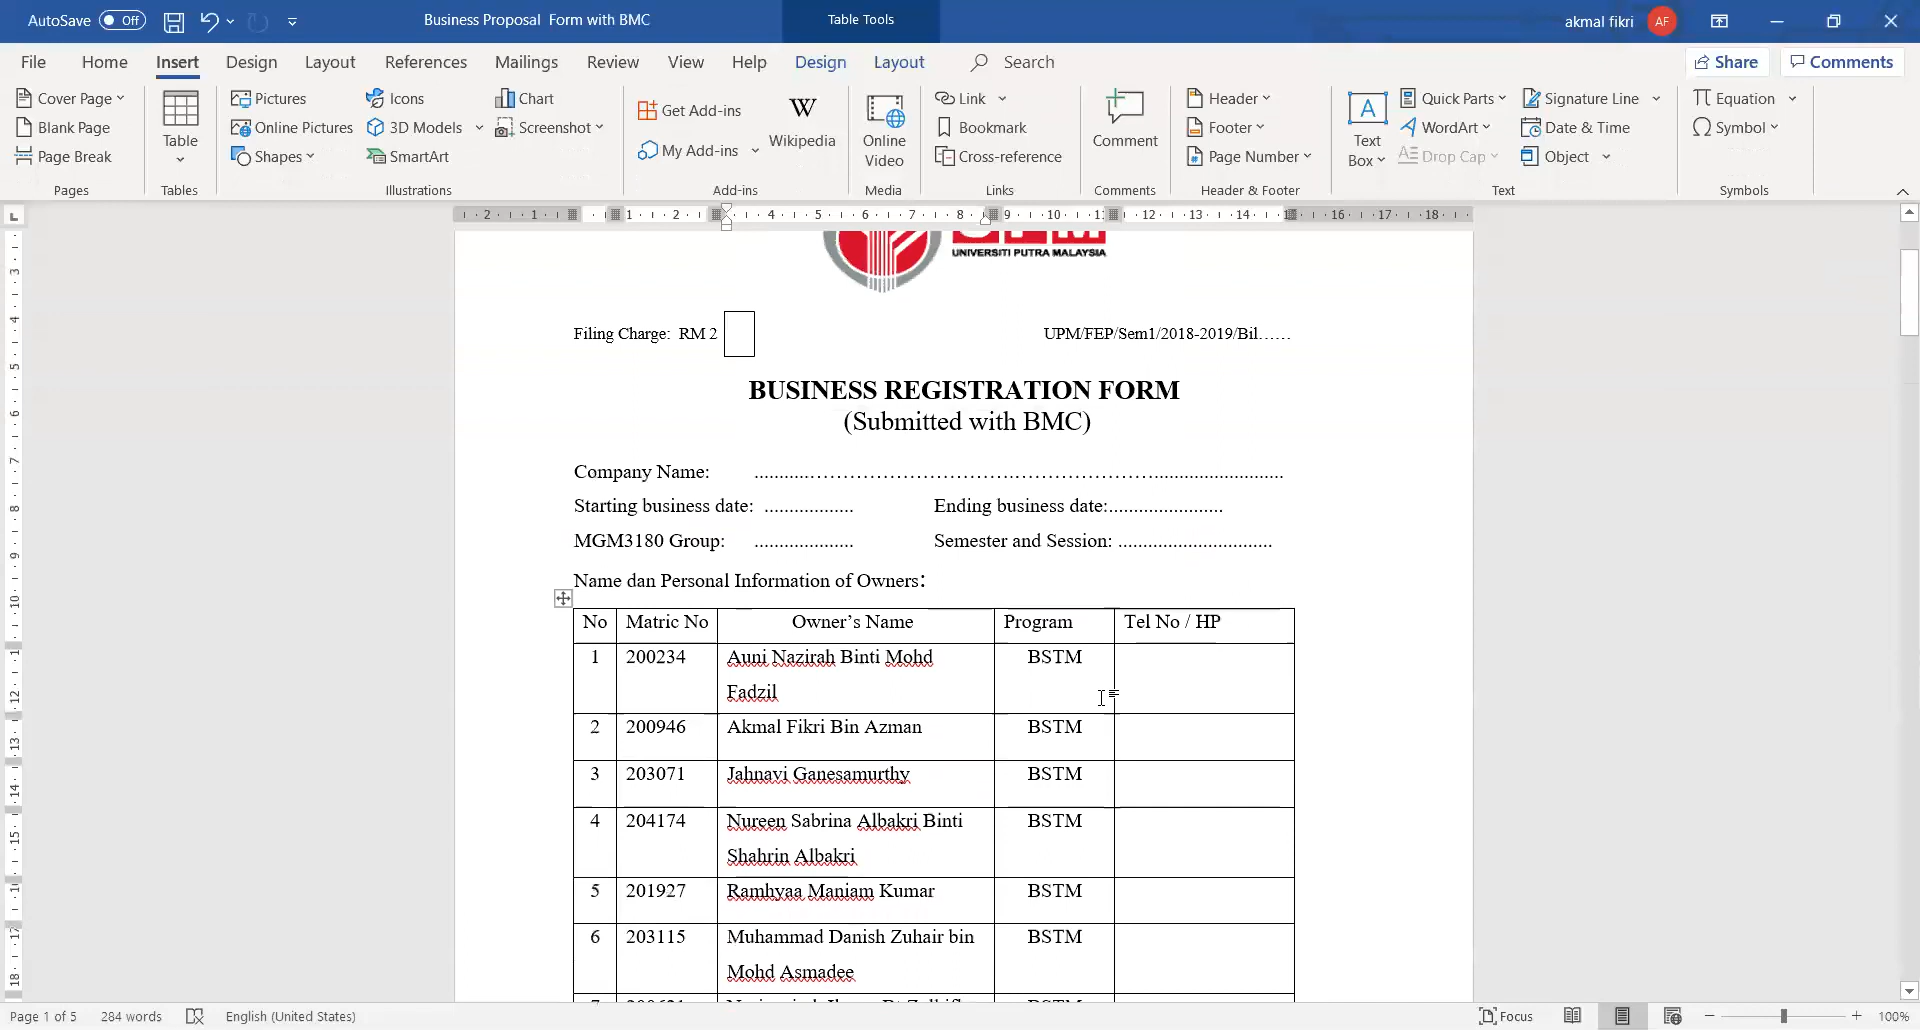 AutoSave Off Business Proposal Form with BMC Table Tools akmal fikri AF
File Home Insert Design Layout References Mailings Review View Help Design Layout Search Share Comments
Cover Page
Blank Page
Page Break
Pages
Table
Tables
Pictures
Online Pictures
Shapes
Icons
3D Models
SmartArt
Chart
Screenshot
Illustrations
Get Add-ins
My Add-ins
Wikipedia
Add-ins
Online
Video
Media
Link
Bookmark
Cross-reference
Links
Comment
Comments
Header
Footer
Page Number
Header & Footer
Text
Box
Quick Parts
WordArt
Drop Cap
Signature Line
Date & Time
Object
Text
Equation
Symbol
Symbols
UNIVERSITI PUTRA MALAYSIA
Filing Charge: RM 2 UPM/FEP/Sem1/2018-2019/Bil……
BUSINESS REGISTRATION FORM
(Submitted with BMC)
Company Name: ............……………………………….…………………..........................
Starting business date: .................. Ending business date:.......................
MGM3180 Group: .................... Semester and Session: ...............................
Name dan Personal Information of Owners:
No Matric No Owner’s Name Program Tel No / HP
1 200234 Auni Nazirah Binti Mohd BSTM
Fadzil
2 200946 Akmal Fikri Bin Azman BSTM
3 203071 Jahnavi Ganesamurthy BSTM
4 204174 Nureen Sabrina Albakri Binti BSTM
Shahrin Albakri
5 201927 Ramhyaa Maniam Kumar BSTM
6 203115 Muhammad Danish Zuhair bin BSTM
Mohd Asmadee
Page 1 of 5 284 words English (United States) Focus 100%